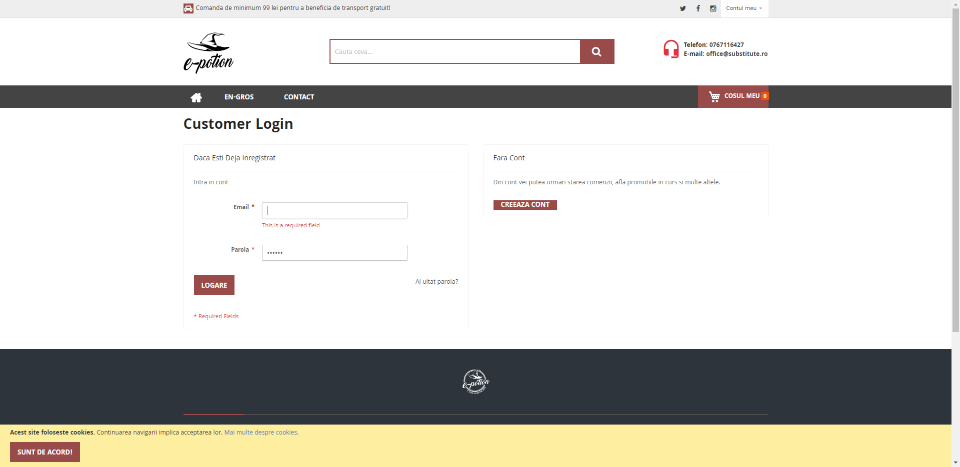 Comanda de minimum 99 lei pentru a beneficia de transport gratuit!
Contul meu
e-potion
Cauta ceva...
Telefon: 0767116427
E-mail: office@substitute.ro
EN-GROS
CONTACT
COSUL MEU 0
Customer Login
Daca Esti Deja Inregistrat
Intra in cont
Email *
This is a required field
Parola *
••••••
LOGARE
Ai uitat parola?
* Required Fields
Fara Cont
Din cont vei putea urmari starea comenzii, afla promotiile in curs si multe altele.
CREEAZA CONT
e-potion
Acest site foloseste cookies. Continuarea navigarii implica acceptarea lor. Mai multe despre cookies.
SUNT DE ACORD!